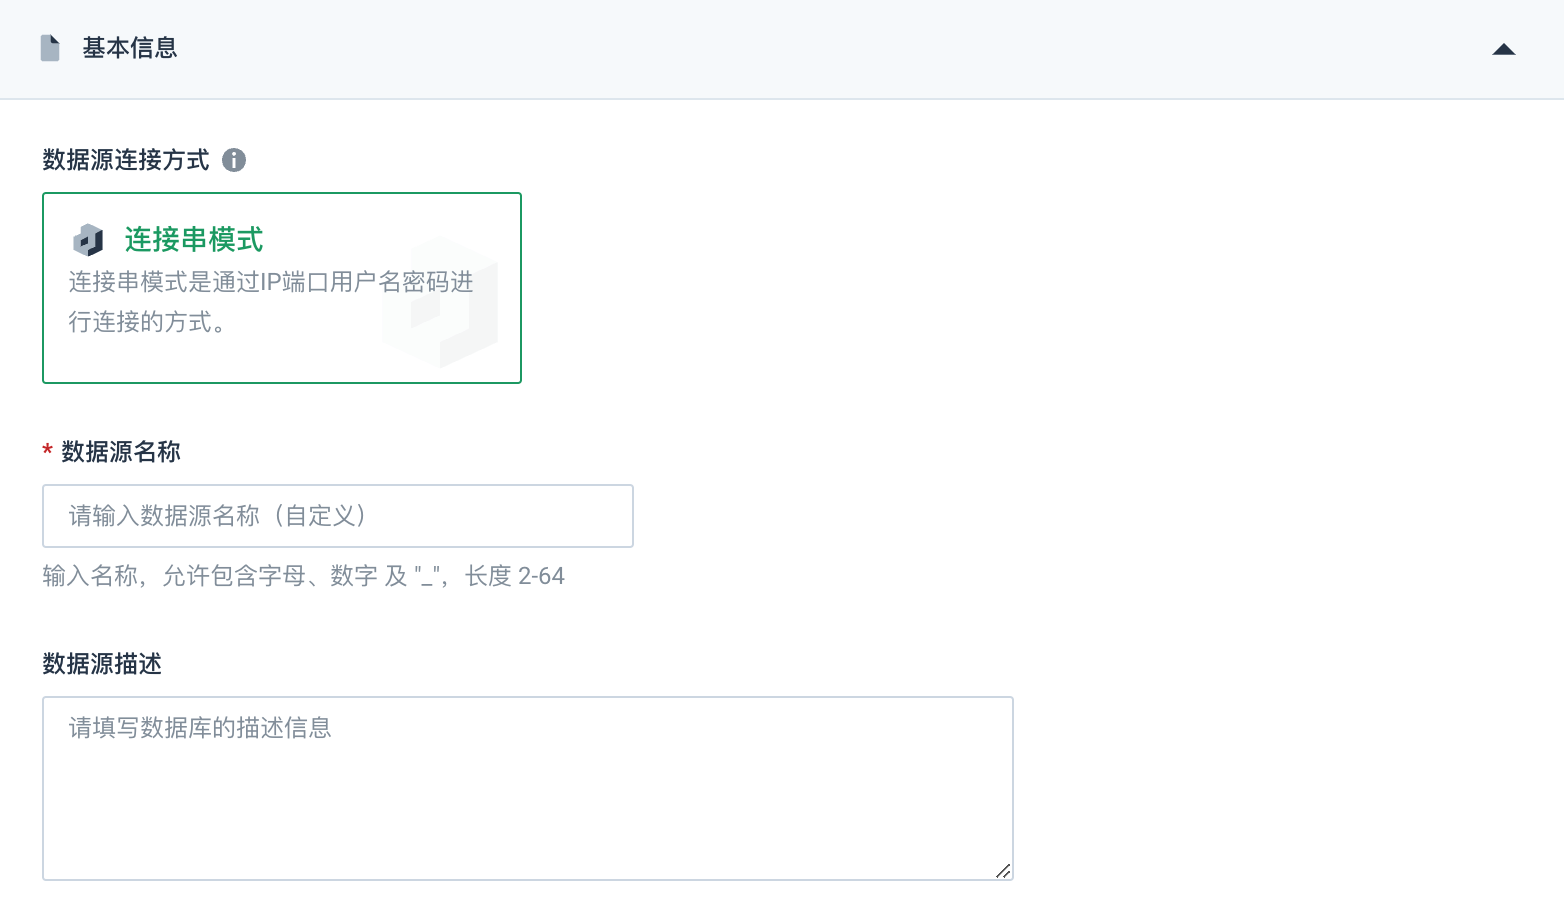 基本信息
数据源连接方式
连接串模式
连接串模式是通过IP端口用户名密码进
行连接的方式。
* 数据源名称
请输入数据源名称（自定义）
输入名称，允许包含字母、数字 及 "_"，长度 2-64
数据源描述
请填写数据库的描述信息